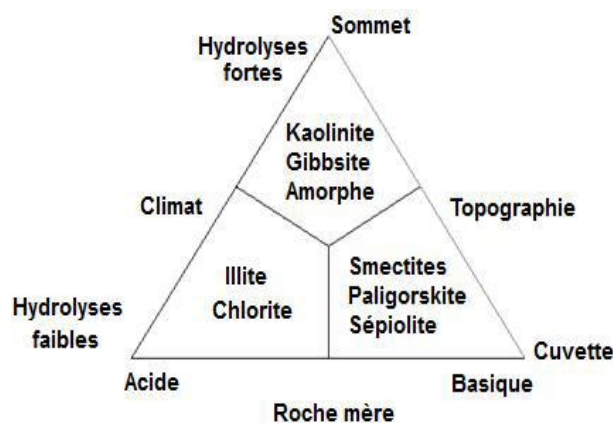 Sommet
Hydrolyses
fortes
Kaolinite
Gibbsite
Amorphe
Climat
Topographie
Illite
Chlorite
Smectites
Paligorskite
Sépiolite
Hydrolyses
faibles
Cuvette
Acide
Basique
Roche mère